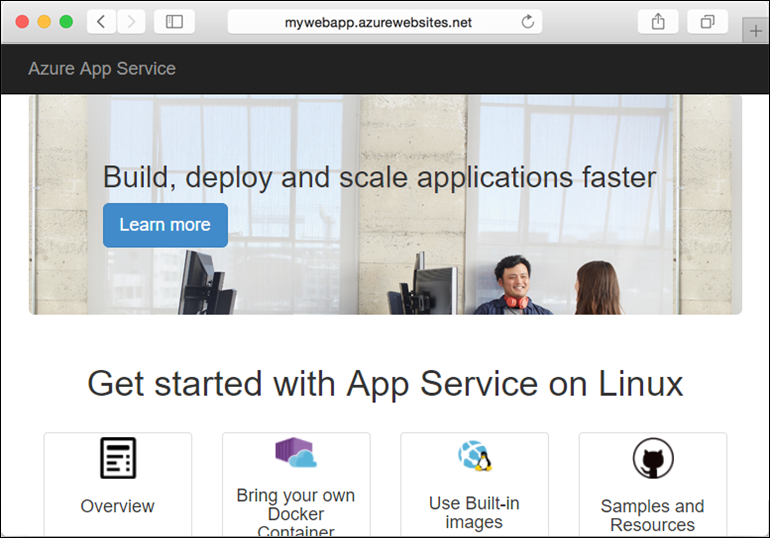 mywebapp.azurewebsites.net
Azure App Service
Build, deploy and scale applications faster
Learn more
Get started with App Service on Linux
Overview
Bring your own
Docker
Container
Use Built-in
images
Samples and
Resources